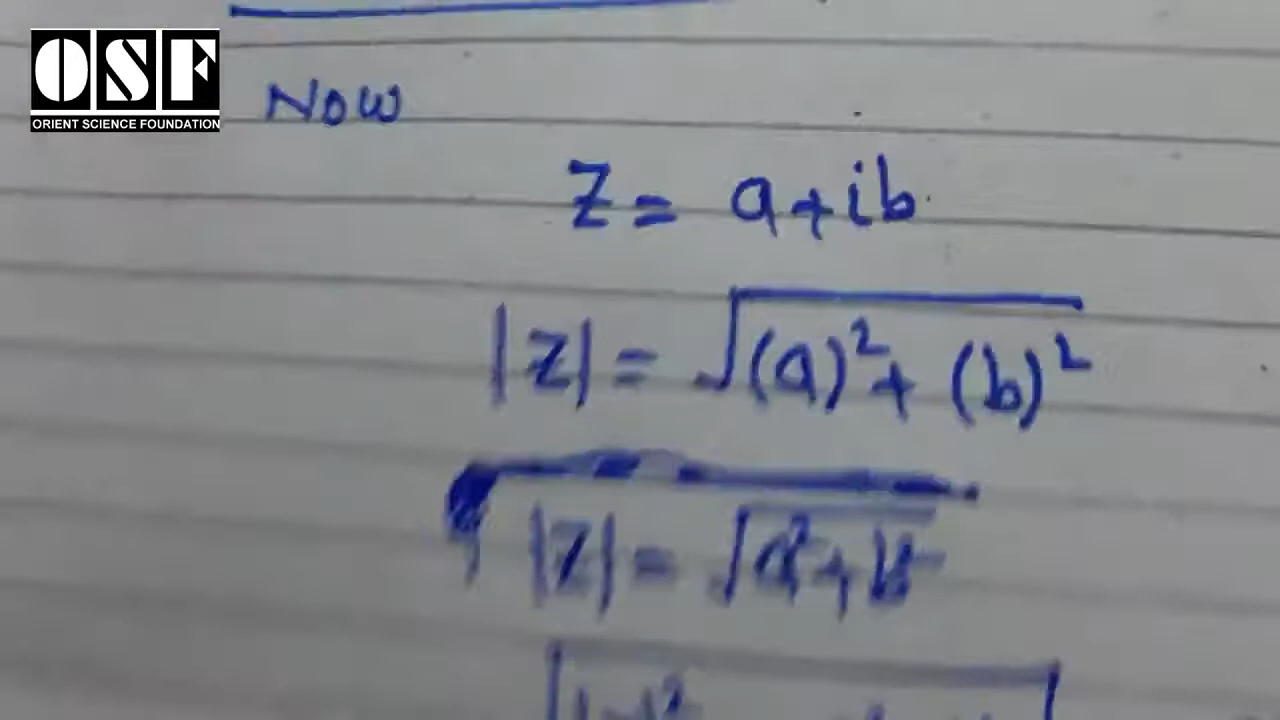 OSF
ORIENT SCIENCE FOUNDATION
Now
Z = a+ib
|Z| = √(a)²+ (b)²
|Z| = √a²+b²